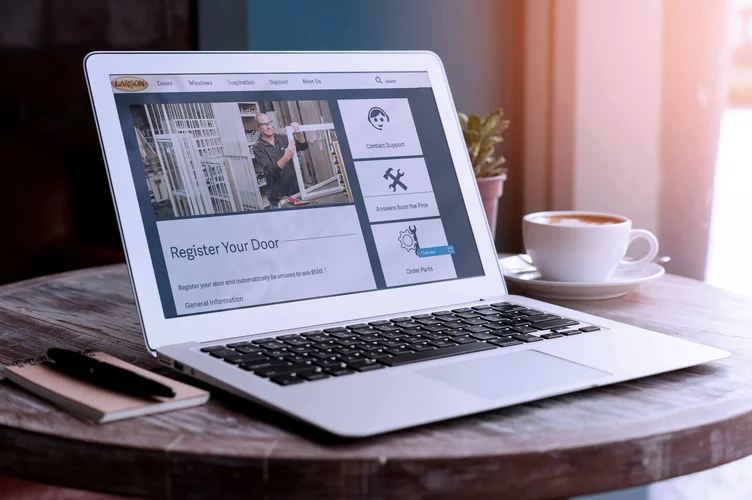 LARSON
Doors Windows Inspiration Support Meet Us
Contact Support
Answers from the Pros
Order Parts
Register Your Door
Register your door and automatically be entered to win $500.
General Information